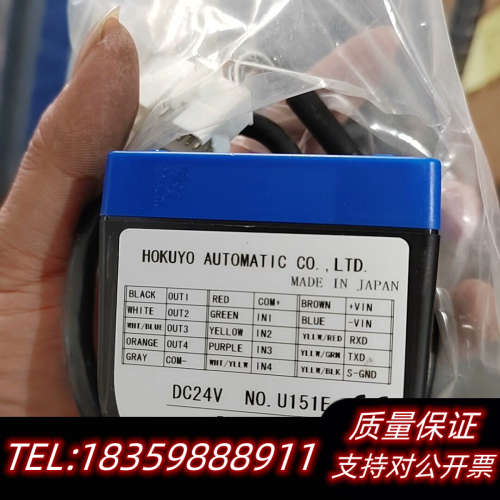 HOKUYO AUTOMATIC CO.,LTD.
MADE IN JAPAN
BLACK OUT1 RED COM+ BROWN +VIN
WHITE OUT2 GREEN IN1 BLUE -VIN
WHT/BLUE OUT3 YELLOW IN2 YLLW/RED RXD
ORANGE OUT4 PURPLE IN3 YLLW/GRN TXD
GRAY COM- WHT/YLLW IN4 YLLW/BLK S-GND
DC24V NO.U151E
TEL:18359888911
质量保证
支持对公开票